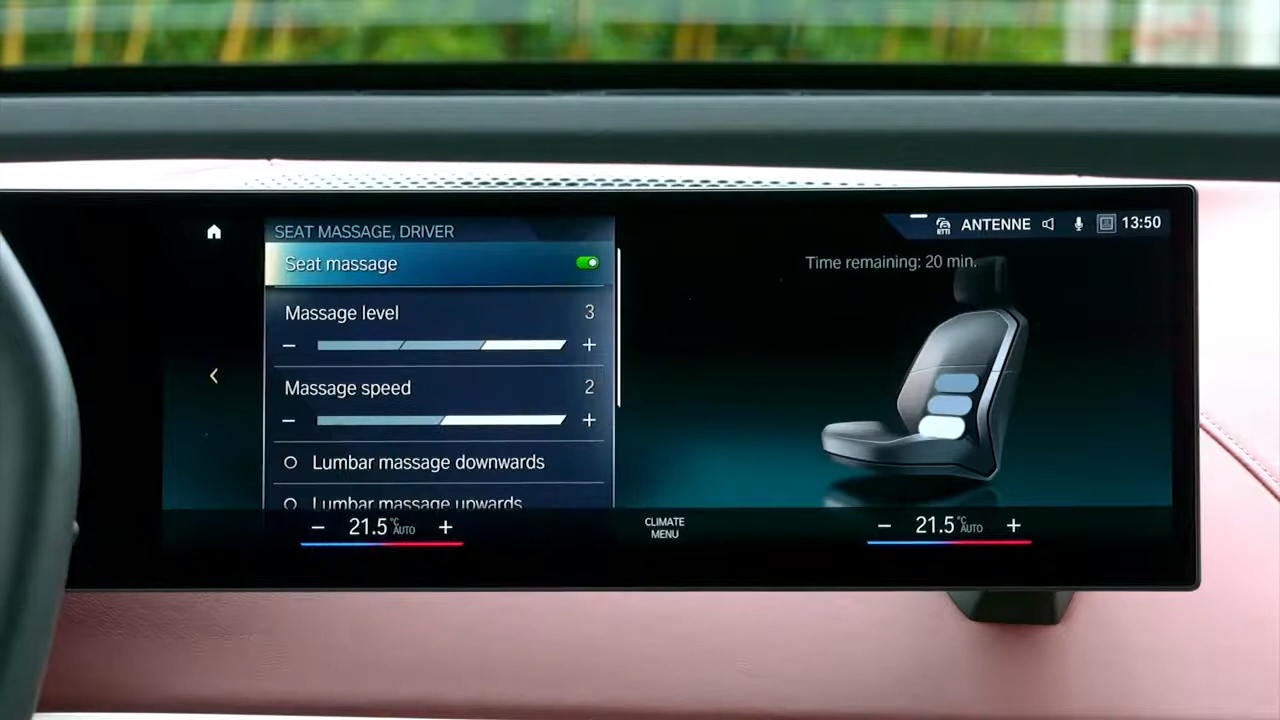 SEAT MASSAGE, DRIVER
RTTI ANTENNE 13:50
Seat massage
Time remaining: 20 min.
Massage level 3
− +
Massage speed 2
− +
Lumbar massage downwards
Lumbar massage upwards
− 21.5 °C AUTO +
CLIMATE
MENU
− 21.5 °C AUTO +